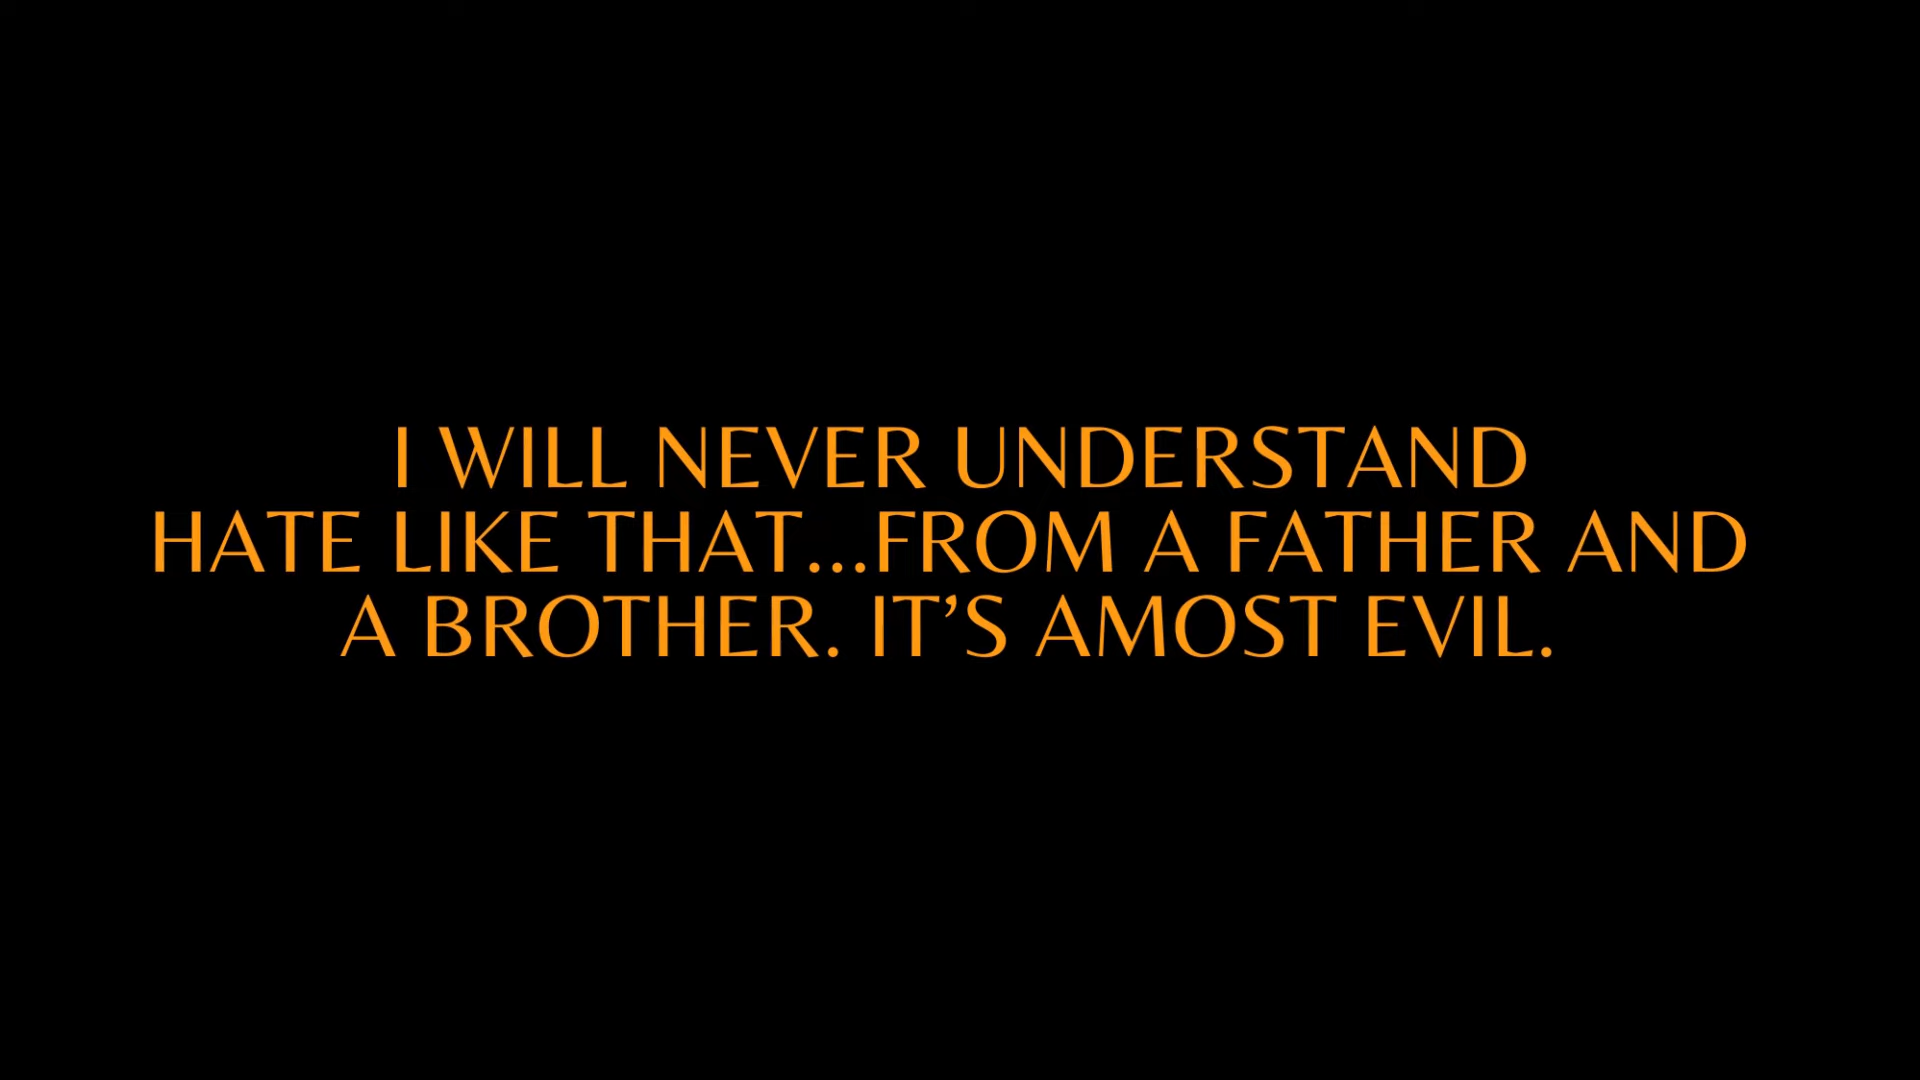 I WILL NEVER UNDERSTAND
HATE LIKE THAT...FROM A FATHER AND
A BROTHER. IT’S AMOST EVIL.